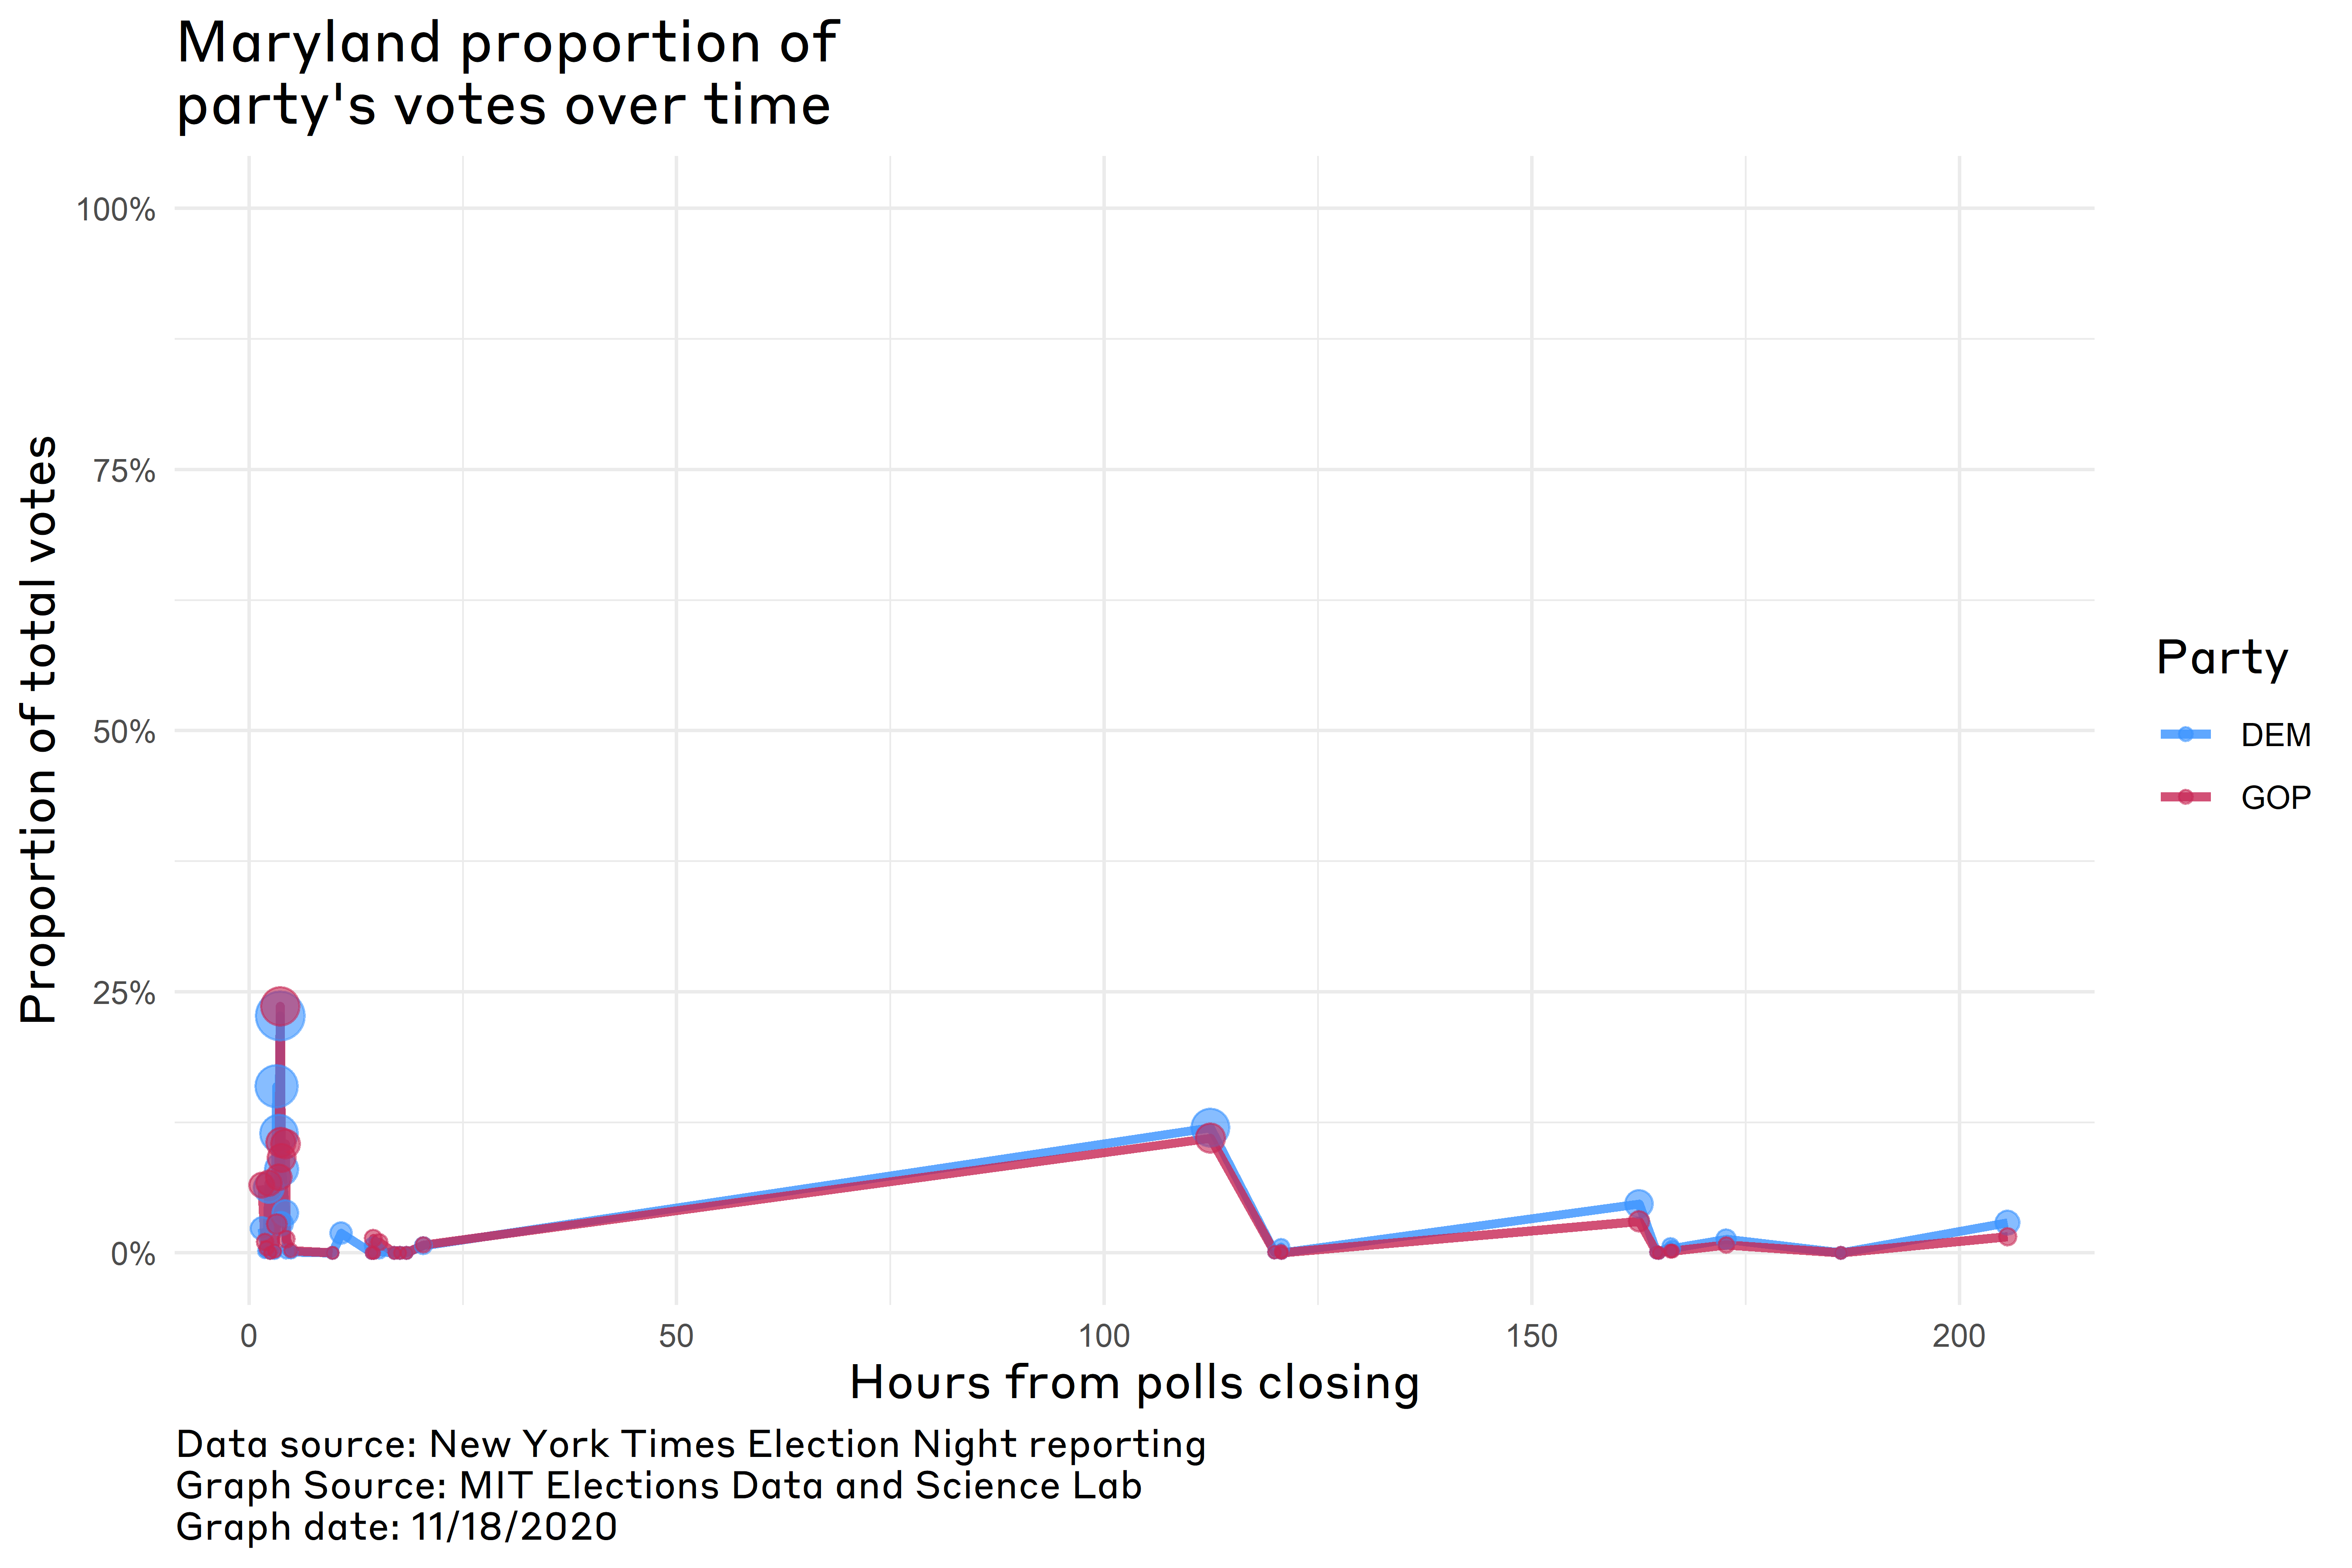 Maryland proportion of
party's votes over time
Proportion of total votes
100%
75%
50%
25%
0%
0 50 100 150 200
Hours from polls closing
Party
DEM
GOP
Data source: New York Times Election Night reporting
Graph Source: MIT Elections Data and Science Lab
Graph date: 11/18/2020